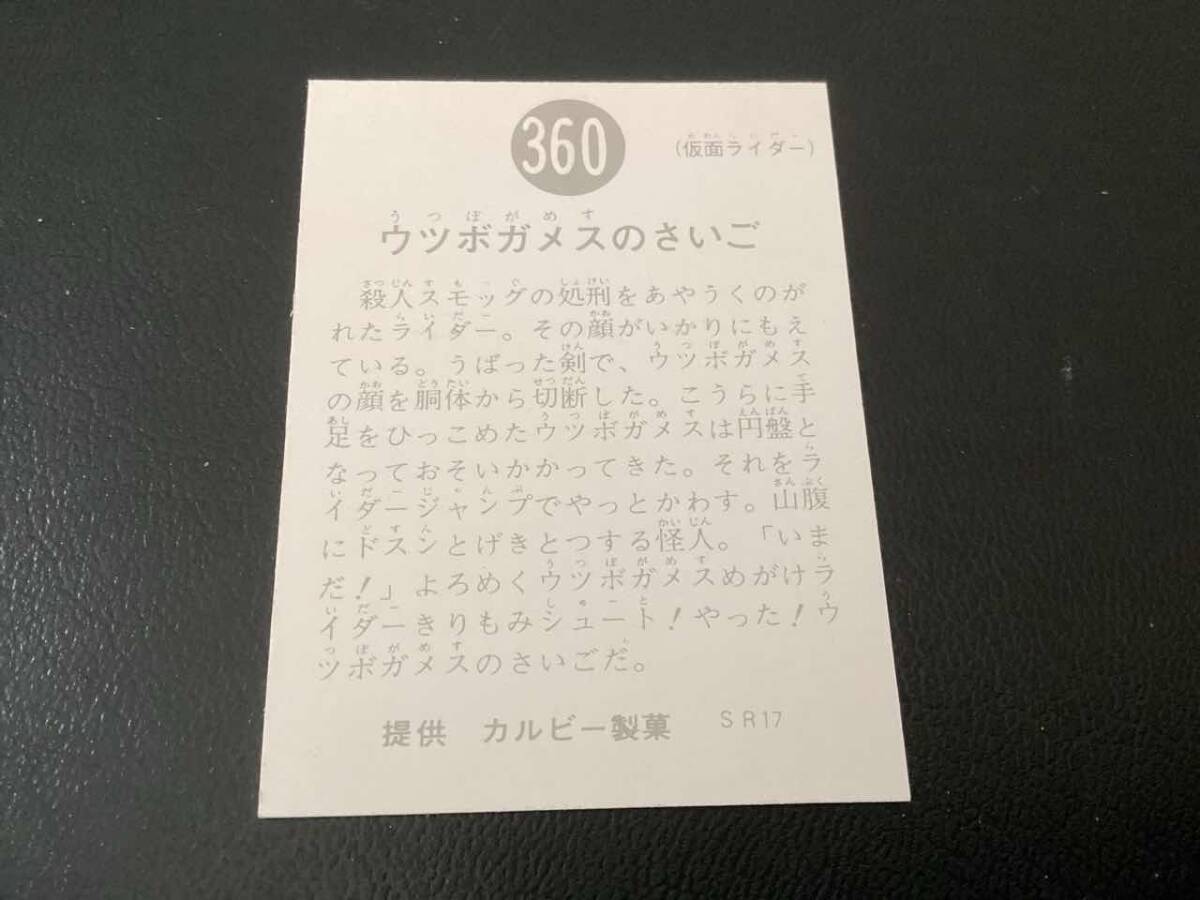 360
(仮面ライダー)
ウツボガメスのさいご
殺人スモッグの処刑をあやうくのが
れたライダー。その顔がいかりにもえ
ている。うばった剣で、ウツボガメス
の顔を胴体から切断した。こうらに手
足をひっこめたウツボガメスは円盤と
なっておそいかかってきた。それをラ
イダージャンプでやっとかわす。山腹
にドスンとげきとつする怪人。「いま
だ!」よろめくウツボガメスめがけラ
イダーきりもみシュート!やった!ウ
ツボガメスのさいごだ。
提供 カルビー製菓 SR17